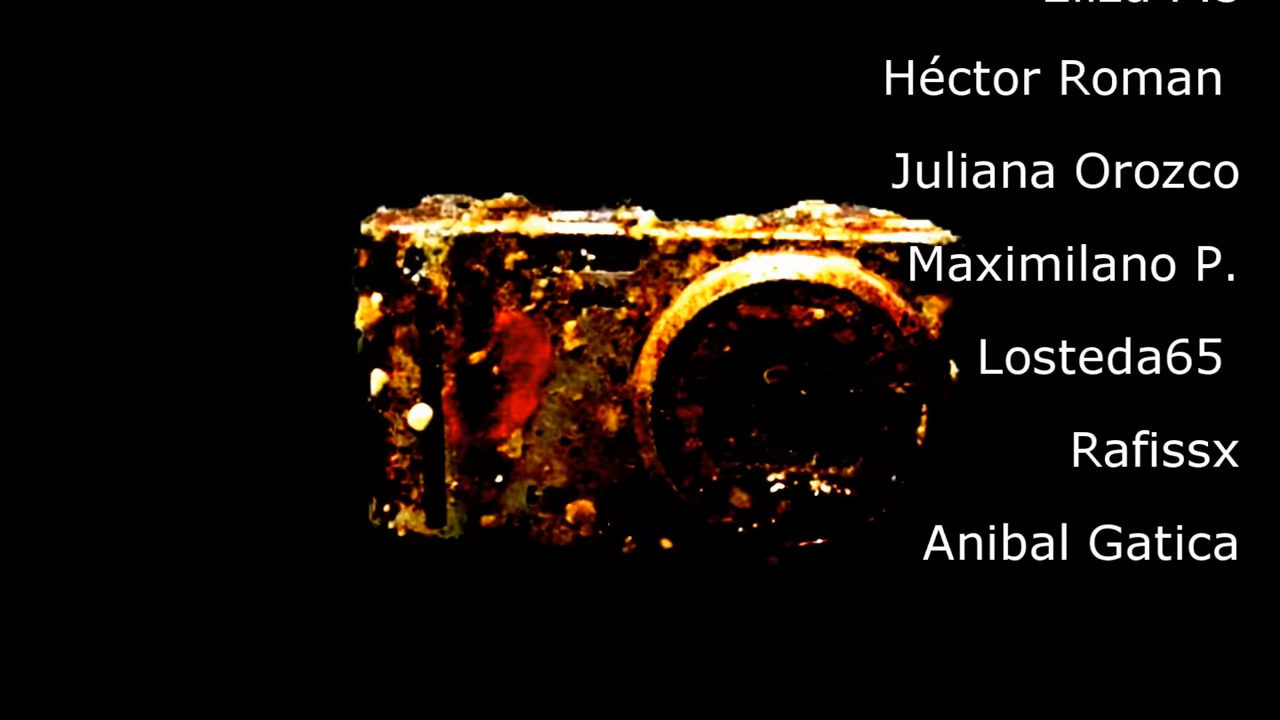 Héctor Roman
Juliana Orozco
Maximilano P.
Losteda65
Rafissx
Anibal Gatica